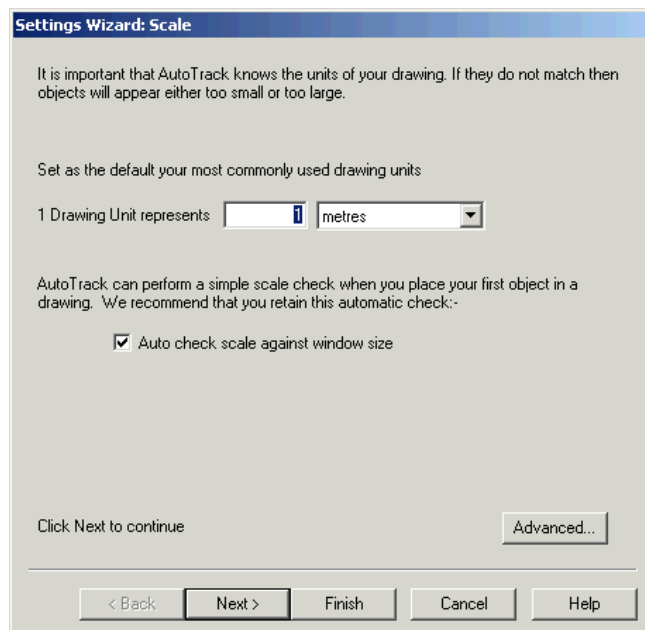 Settings Wizard: Scale
It is important that AutoTrack knows the units of your drawing. If they do not match then
objects will appear either too small or too large.
Set as the default your most commonly used drawing units
1 Drawing Unit represents 1 metres
AutoTrack can perform a simple scale check when you place your first object in a
drawing. We recommend that you retain this automatic check:-
Auto check scale against window size
Click Next to continue Advanced...
< Back Next > Finish Cancel Help